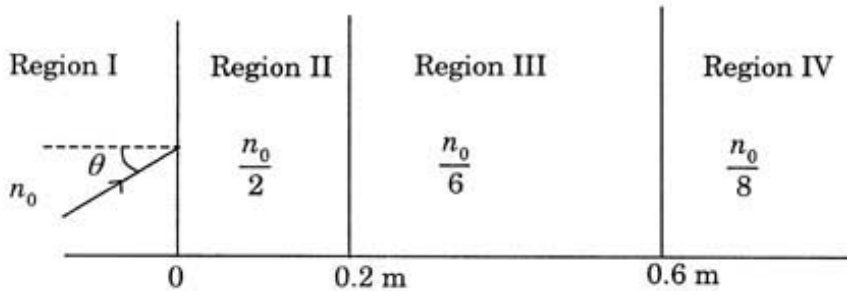 Region I Region II Region III Region IV
θ
n₀ n₀/2 n₀/6 n₀/8
0 0.2 m 0.6 m